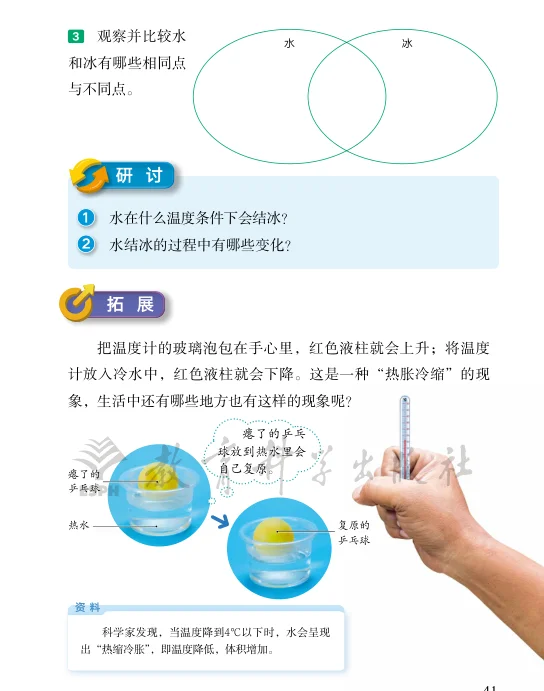 3 观察并比较水
和冰有哪些相同点
与不同点。
水
冰
研讨
1 水在什么温度条件下会结冰？
2 水结冰的过程中有哪些变化？
拓展
把温度计的玻璃泡包在手心里，红色液柱就会上升；将温度
计放入冷水中，红色液柱就会下降。这是一种“热胀冷缩”的现
象，生活中还有哪些地方也有这样的现象呢？
瘪了的乒乓
球放到热水里会
自己复原。
教育科学出版社
ESPH
瘪了的
乒乓球
热水
复原的
乒乓球
资料
科学家发现，当温度降到4℃以下时，水会呈现
出“热缩冷胀”，即温度降低，体积增加。
41